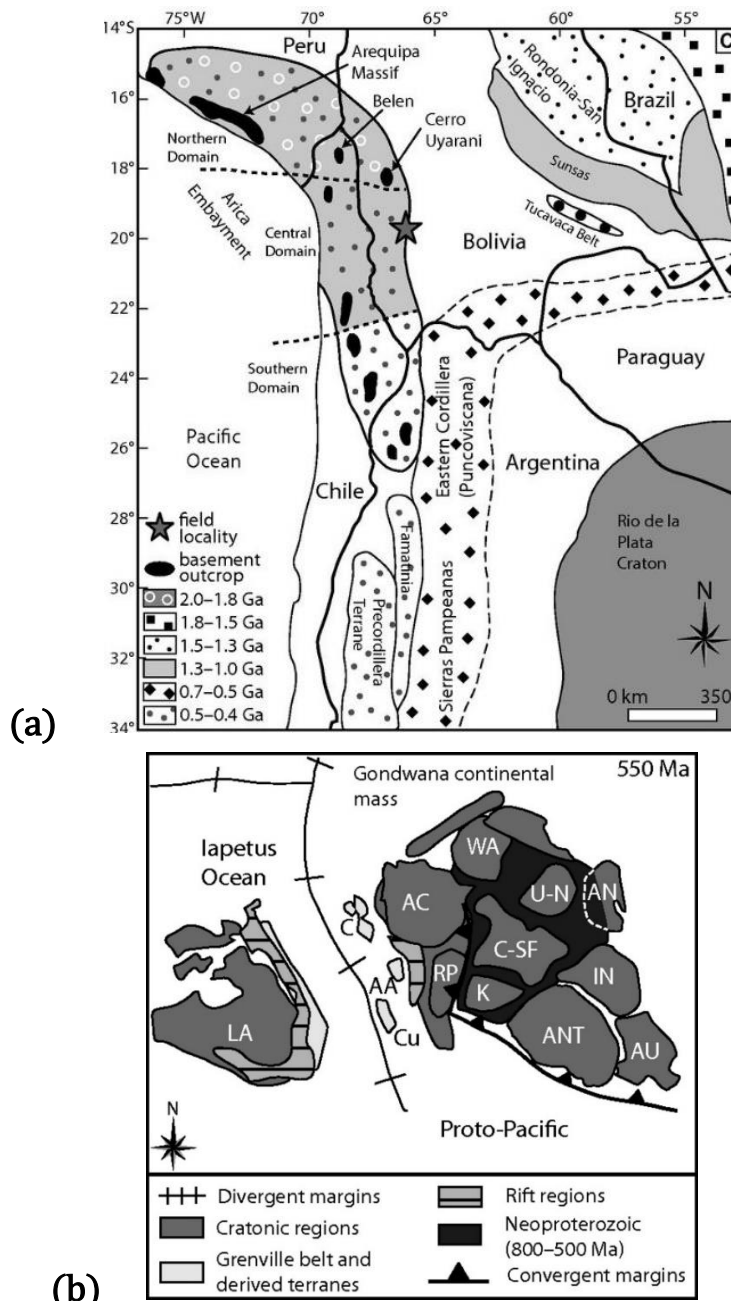 75°W
70°
65°
60°
55°
14°S
16°
18°
20°
22°
24°
26°
28°
30°
32°
34°
Peru
Arequipa
Massif
Belen
Cerro
Uyarani
Northern
Domain
Arica
Embayment
Central
Domain
Southern
Domain
Rondonia-San
Ignacio
Brazil
C
Sunsas
Tucavaca Belt
Bolivia
Paraguay
Pacific
Ocean
Chile
Eastern Cordillera
(Puncoviscana)
Argentina
Famatinia
Precordillera
Terrane
Sierras Pampeanas
Rio de la
Plata
Craton
N
0 km 350
field
locality
basement
outcrop
2.0–1.8 Ga
1.8–1.5 Ga
1.5–1.3 Ga
1.3–1.0 Ga
0.7–0.5 Ga
0.5–0.4 Ga
(a)
Gondwana continental
mass
550 Ma
Iapetus
Ocean
WA
U-N
AN
AC
C
C-SF
AA
RP
IN
K
Cu
LA
ANT
AU
N
Proto-Pacific
Divergent margins
Cratonic regions
Grenville belt and
derived terranes
Rift regions
Neoproterozoic
(800–500 Ma)
Convergent margins
(b)